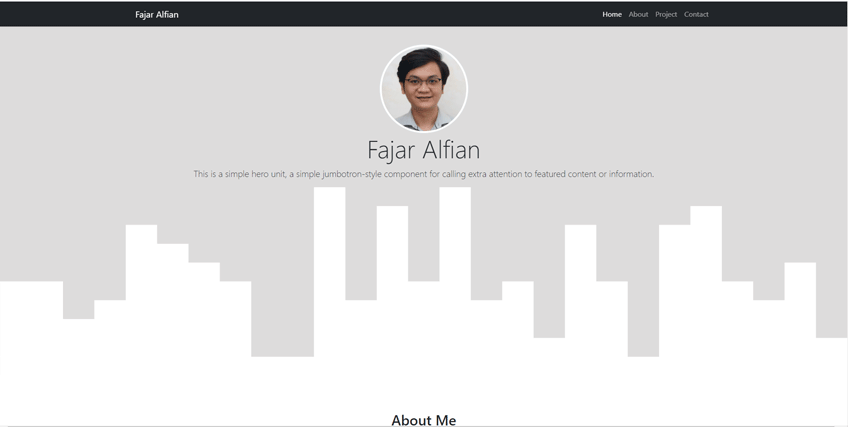 Fajar Alfian
Home About Project Contact
Fajar Alfian
This is a simple hero unit, a simple jumbotron-style component for calling extra attention to featured content or information.
About Me